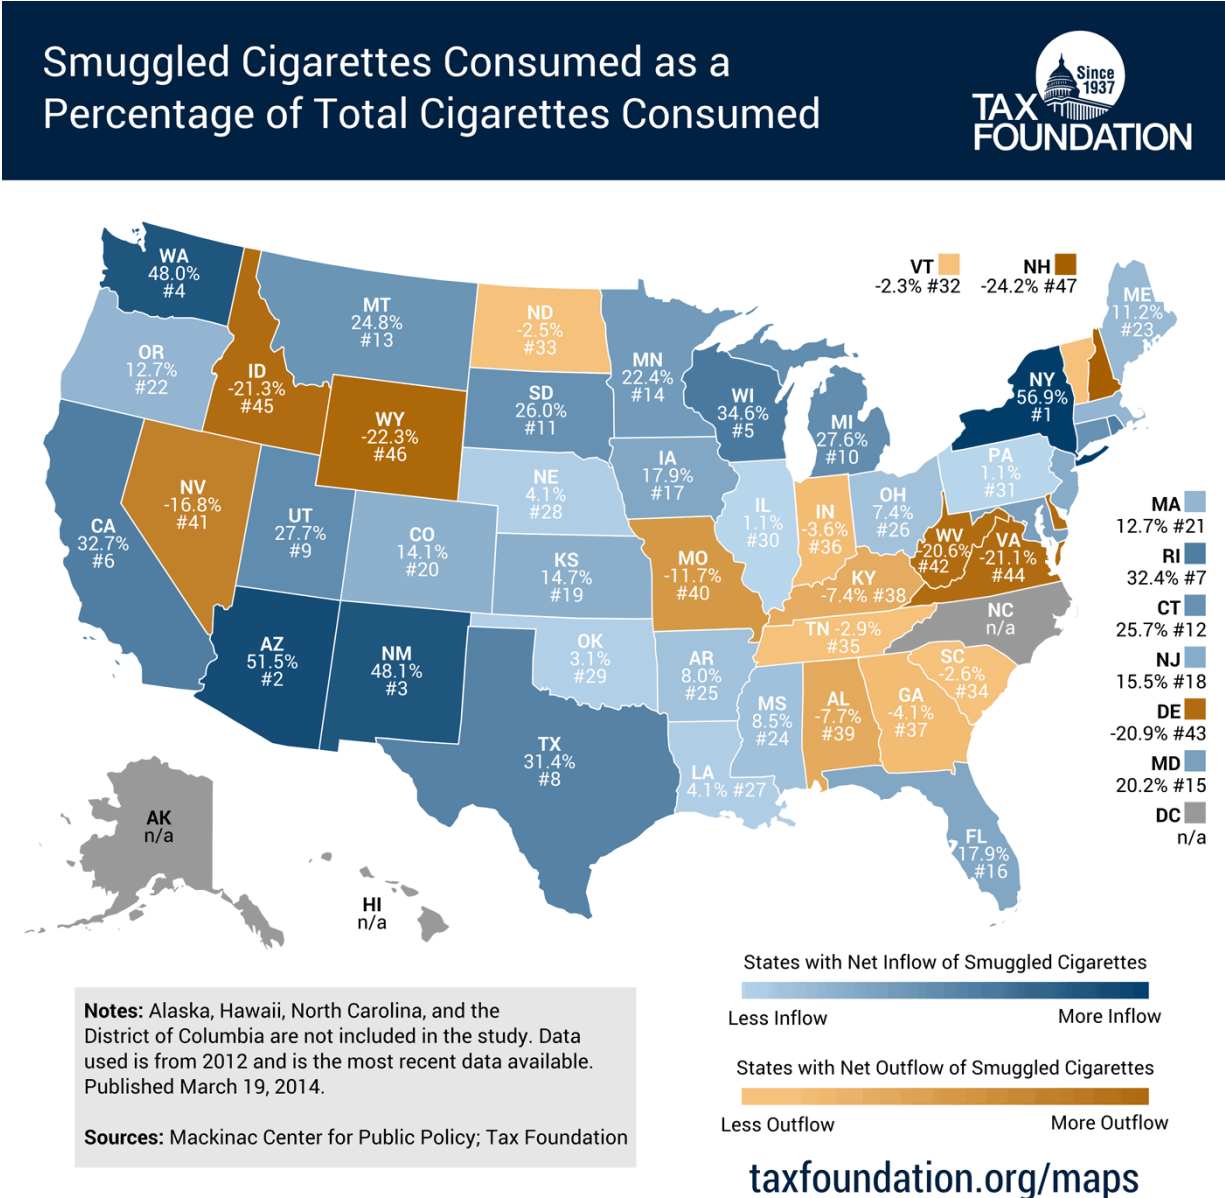 Smuggled Cigarettes Consumed as a
Percentage of Total Cigarettes Consumed
Since
1937
TAX
FOUNDATION
WA
48.0%
#4
MT
24.8%
#13
ND
-2.5%
#33
VT
-2.3% #32
NH
-24.2% #47
ME
11.2%
#23
OR
12.7%
#22
ID
-21.3%
#45
WY
-22.3%
#46
SD
26.0%
#11
MN
22.4%
#14
WI
34.6%
#5
MI
27.6%
#10
NY
56.9%
#1
NV
-16.8%
#41
CA
32.7%
#6
UT
27.7%
#9
CO
14.1%
#20
NE
4.1%
#28
IA
17.9%
#17
IL
1.1%
#30
IN
-3.6%
#36
OH
7.4%
#26
PA
1.1%
#31
KS
14.7%
#19
MO
-11.7%
#40
KY
-7.4% #38
WV
-20.6%
#42
VA
-21.1%
#44
NC
n/a
AZ
51.5%
#2
NM
48.1%
#3
OK
3.1%
#29
AR
8.0%
#25
TN -2.9%
#35
SC
-2.6%
#34
TX
31.4%
#8
LA
4.1% #27
MS
8.5%
#24
AL
-7.7%
#39
GA
-4.1%
#37
FL
17.9%
#16
MA
12.7% #21
RI
32.4% #7
CT
25.7% #12
NJ
15.5% #18
DE
-20.9% #43
MD
20.2% #15
DC
n/a
AK
n/a
HI
n/a
Notes: Alaska, Hawaii, North Carolina, and the
District of Columbia are not included in the study. Data
used is from 2012 and is the most recent data available.
Published March 19, 2014.
Sources: Mackinac Center for Public Policy; Tax Foundation
States with Net Inflow of Smuggled Cigarettes
Less Inflow
More Inflow
States with Net Outflow of Smuggled Cigarettes
Less Outflow
More Outflow
taxfoundation.org/maps